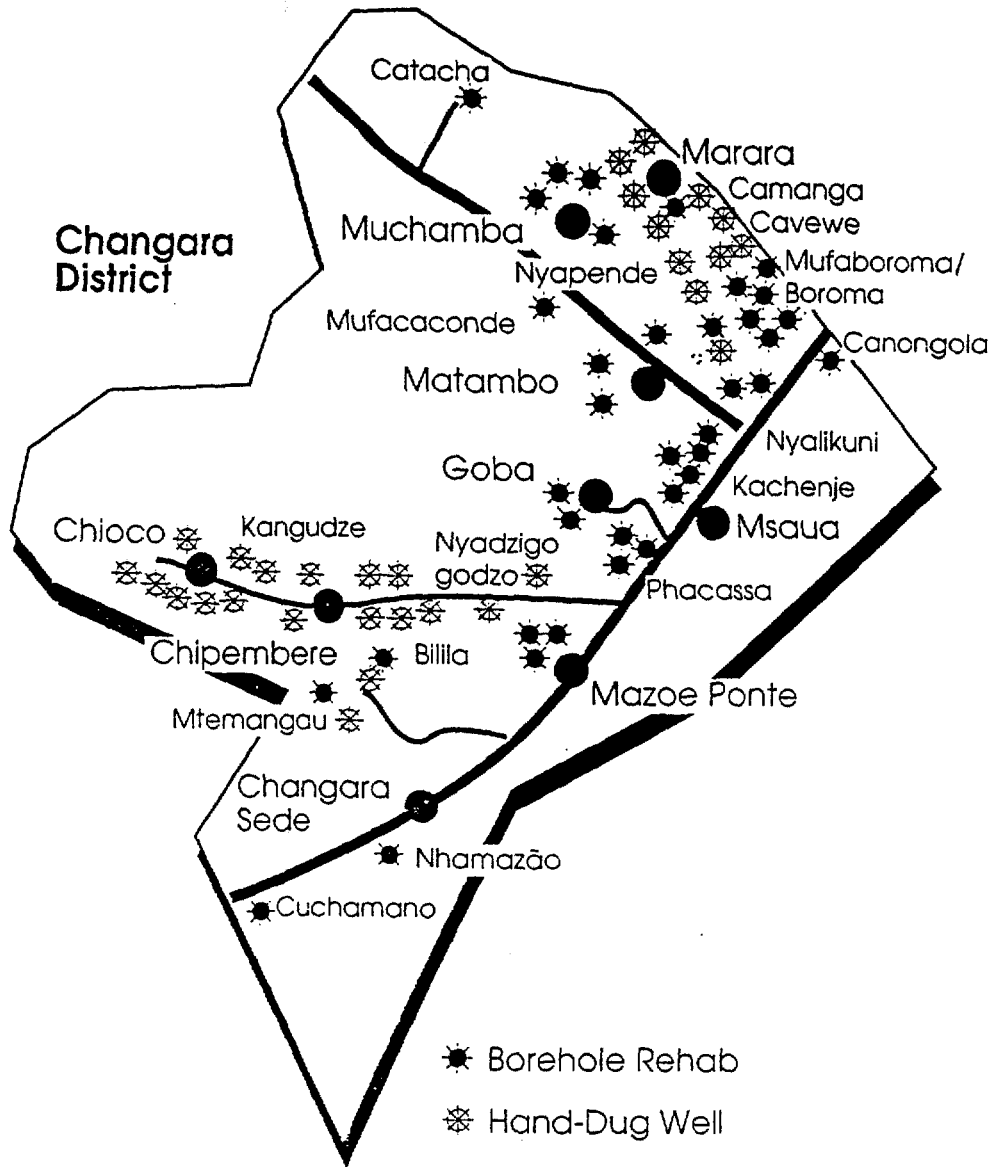 Catacha
Marara
Camanga
Cavewe
Changara
District
Muchamba
Nyapende
Mufaboroma/
Boroma
Mufacaconde
Canongola
Matambo
Nyalikuni
Goba
Kachenje
Msaua
Chioco
Kangudze
Nyadzigo
godzo
Phacassa
Chipembere
Bilila
Mazoe Ponte
Mtemangau
Changara
Sede
Nhamazão
Cuchamano
Borehole Rehab
Hand-Dug Well